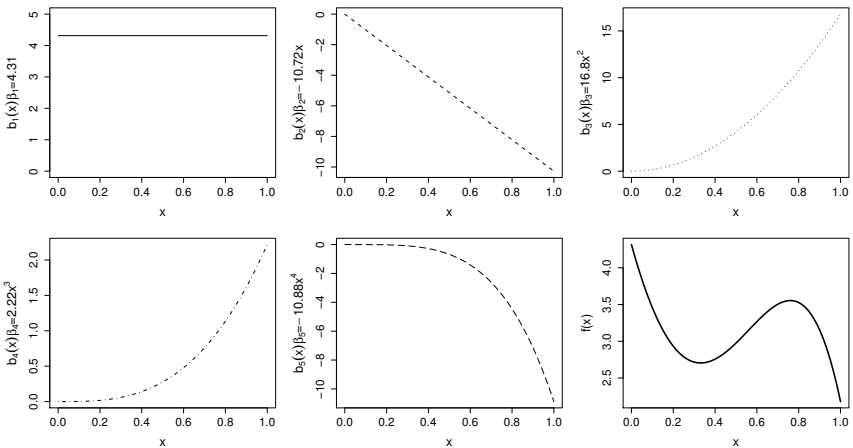 b₁(x)β₁=4.31
0 1 2 3 4 5
0.0 0.2 0.4 0.6 0.8 1.0
x
b₂(x)β₂=−10.72x
−10 −8 −6 −4 −2 0
0.0 0.2 0.4 0.6 0.8 1.0
x
b₃(x)β₃=16.8x²
0 5 10 15
0.0 0.2 0.4 0.6 0.8 1.0
x
b₄(x)β₄=2.22x³
0.0 0.5 1.0 1.5 2.0
0.0 0.2 0.4 0.6 0.8 1.0
x
b₅(x)β₅=−10.88x⁴
−10 −8 −6 −4 −2 0
0.0 0.2 0.4 0.6 0.8 1.0
x
f(x)
2.5 3.0 3.5 4.0
0.0 0.2 0.4 0.6 0.8 1.0
x